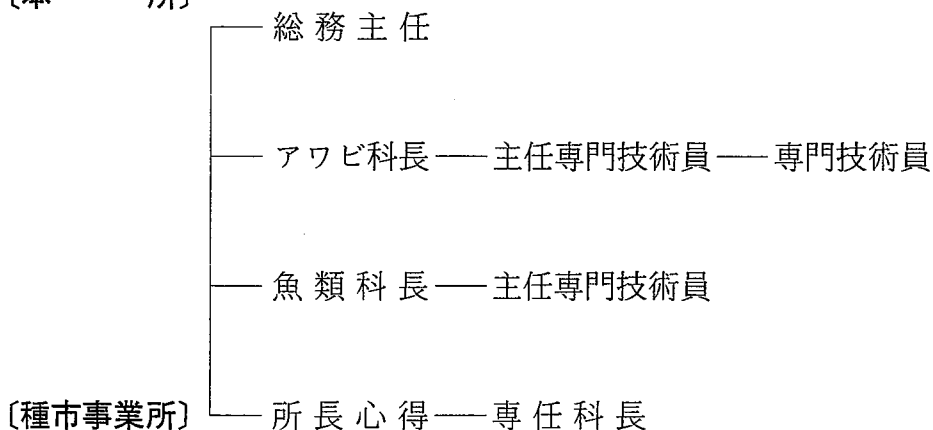 〔本 所〕
総務主任
アワビ科長 主任専門技術員 専門技術員
魚類科長 主任専門技術員
〔種市事業所〕 所長心得 専任科長